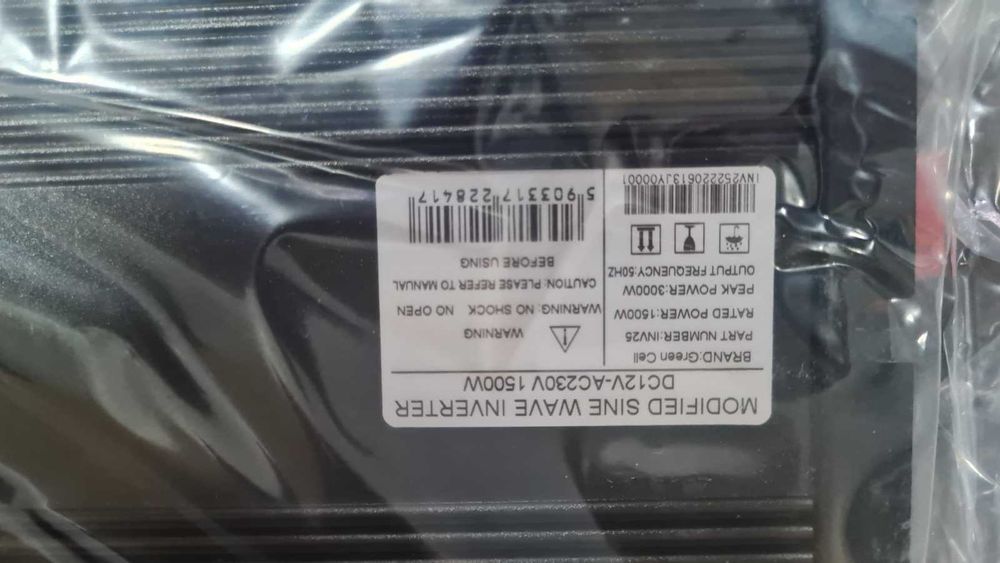 MODIFIED SINE WAVE INVERTER
DC12V-AC230V 1500W
BRAND:Green Cell
PART NUMBER:INV25
RATED POWER:1500W
PEAK POWER:3000W
OUTPUT FREQUENCY:50HZ
INV2522220613JY00001
WARNING
WARNING: NO SHOCK NO OPEN
CAUTION: PLEASE REFER TO MANUAL
BEFORE USING
5 903317 228417